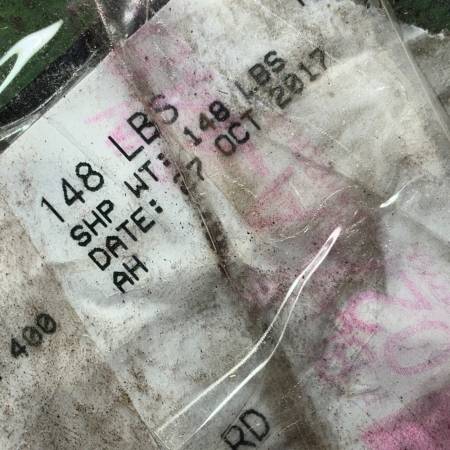 148 LBS
SHP WT: 148 LBS
DATE: 27 OCT 2017
AH
400
RD